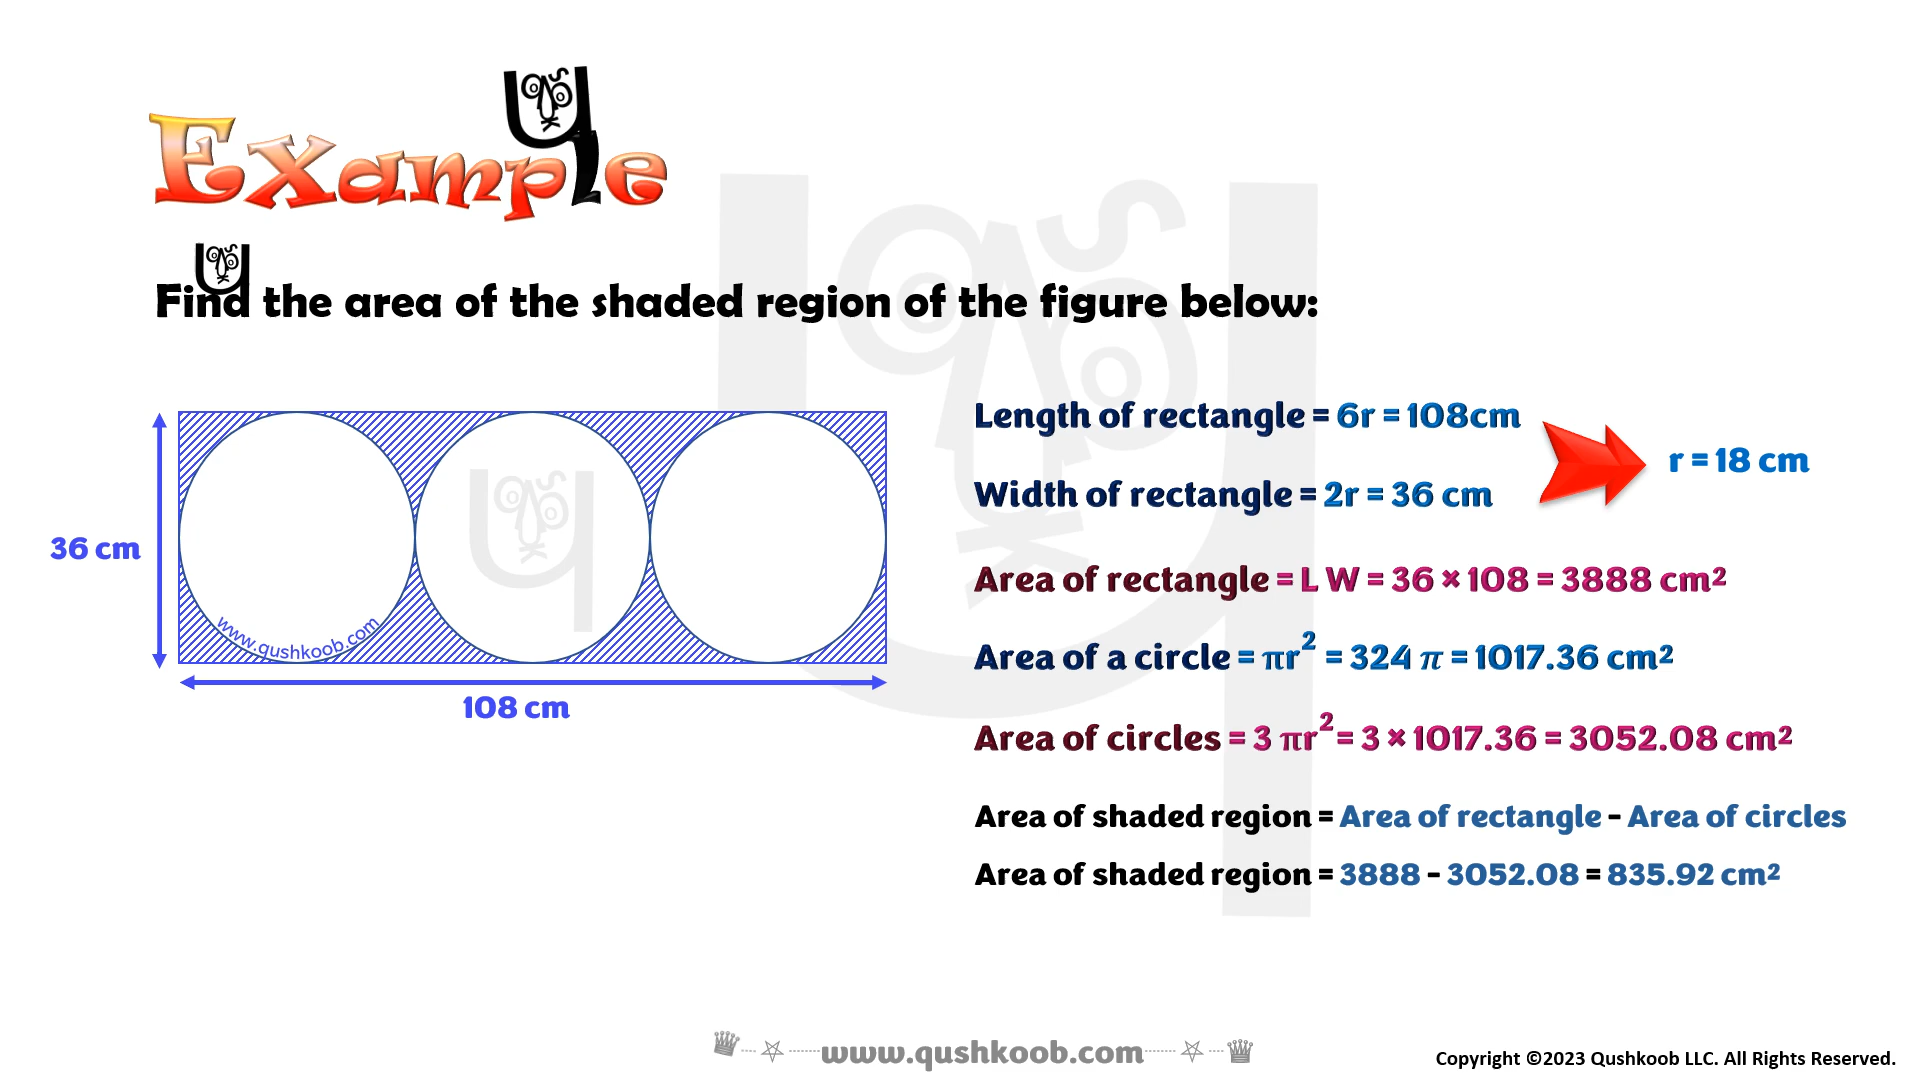 Example
Find the area of the shaded region of the figure below:
36 cm
www.qushkoob.com
108 cm
Length of rectangle = 6r = 108cm
Width of rectangle = 2r = 36 cm
r = 18 cm
Area of rectangle = L W = 36 × 108 = 3888 cm²
Area of a circle = πr² = 324 π = 1017.36 cm²
Area of circles = 3 πr² = 3 × 1017.36 = 3052.08 cm²
Area of shaded region = Area of rectangle - Area of circles
Area of shaded region = 3888 - 3052.08 = 835.92 cm²
www.qushkoob.com
Copyright ©2023 Qushkoob LLC. All Rights Reserved.